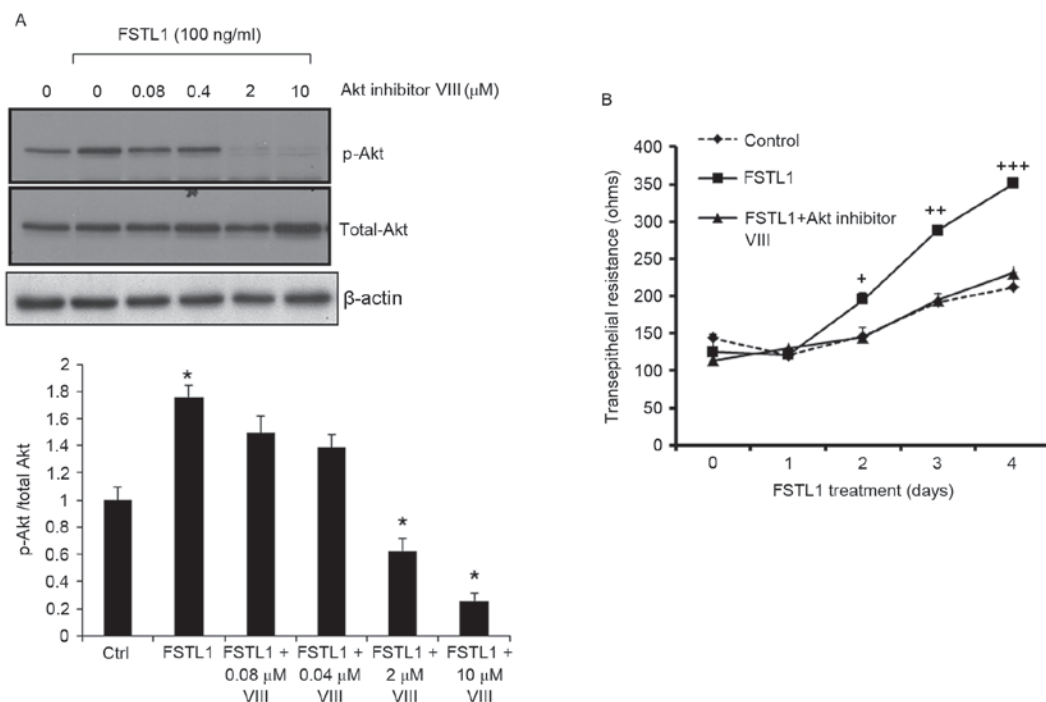 A
FSTL1 (100 ng/ml)
0 0 0.08 0.4 2 10 Akt inhibitor VIII (μM)
p-Akt
Total-Akt
β-actin
2
1.8
1.6
1.4
1.2
1
0.8
0.6
0.4
0.2
0
p-Akt /total Akt
*
*
*
Ctrl FSTL1 FSTL1 + FSTL1 + FSTL1 + FSTL1 +
0.08 μM 0.04 μM 2 μM 10 μM
VIII VIII VIII VIII
B
Control
FSTL1
FSTL1+Akt inhibitor
VIII
400
350
300
250
200
150
100
50
0
Transepithelial resistance (ohms)
+
++
+++
0 1 2 3 4
FSTL1 treatment (days)